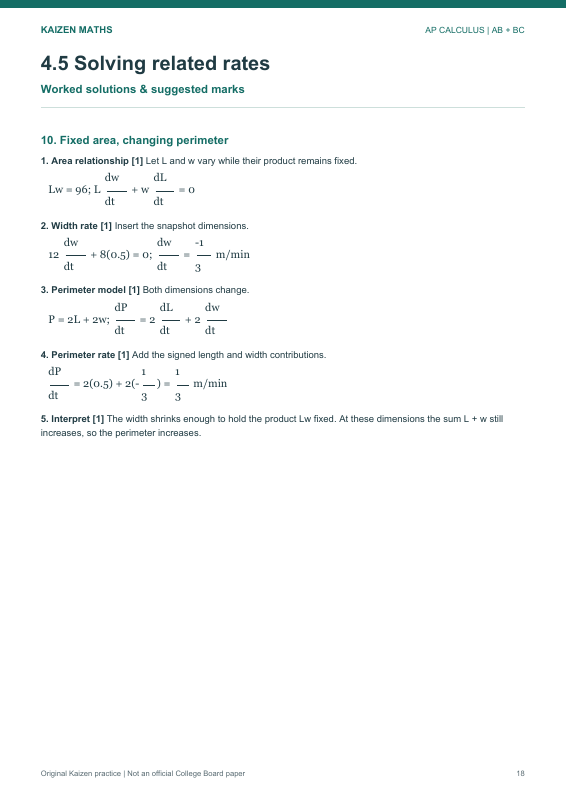 KAIZEN MATHS
AP CALCULUS | AB + BC
4.5 Solving related rates
Worked solutions & suggested marks
10. Fixed area, changing perimeter
1. Area relationship [1] Let L and w vary while their product remains fixed.
Lw = 96; L dw/dt + w dL/dt = 0
2. Width rate [1] Insert the snapshot dimensions.
12 dw/dt + 8(0.5) = 0; dw/dt = -1/3 m/min
3. Perimeter model [1] Both dimensions change.
P = 2L + 2w; dP/dt = 2 dL/dt + 2 dw/dt
4. Perimeter rate [1] Add the signed length and width contributions.
dP/dt = 2(0.5) + 2(- 1/3 ) = 1/3 m/min
5. Interpret [1] The width shrinks enough to hold the product Lw fixed. At these dimensions the sum L + w still
increases, so the perimeter increases.
Original Kaizen practice | Not an official College Board paper
18